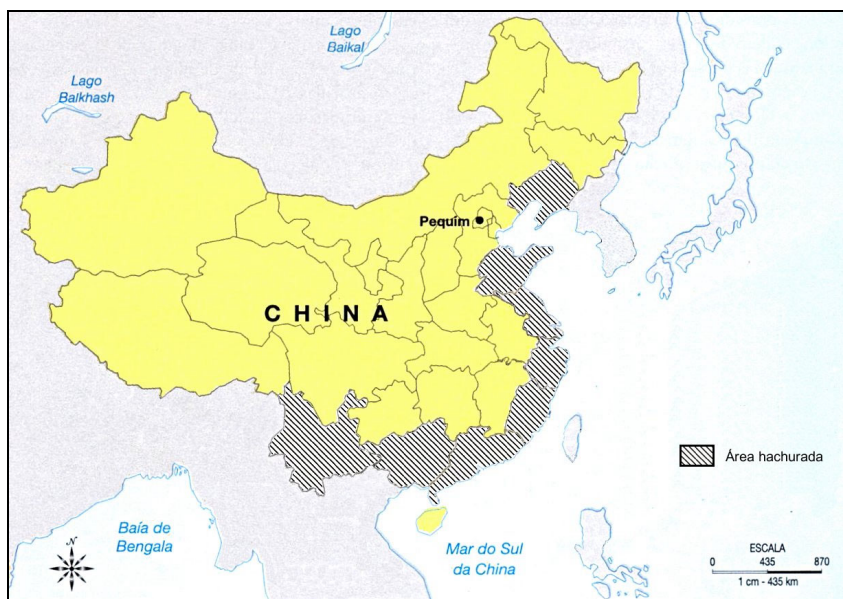 Lago
Baikal
Lago
Balkhash
Pequim
C H I N A
Área hachurada
Baía de
Bengala
N
Mar do Sul
da China
ESCALA
0 435 870
1 cm - 435 km